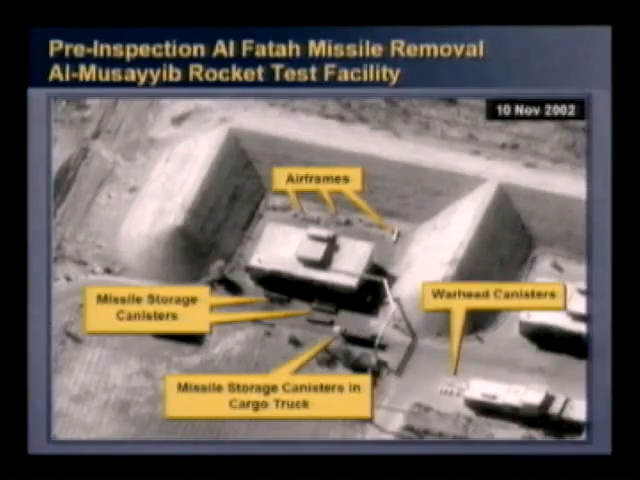 Pre-Inspection Al Fatah Missile Removal
Al-Musayyib Rocket Test Facility
10 Nov 2002
Airframes
Missile Storage
Canisters
Warhead Canisters
Missile Storage Canisters in
Cargo Truck